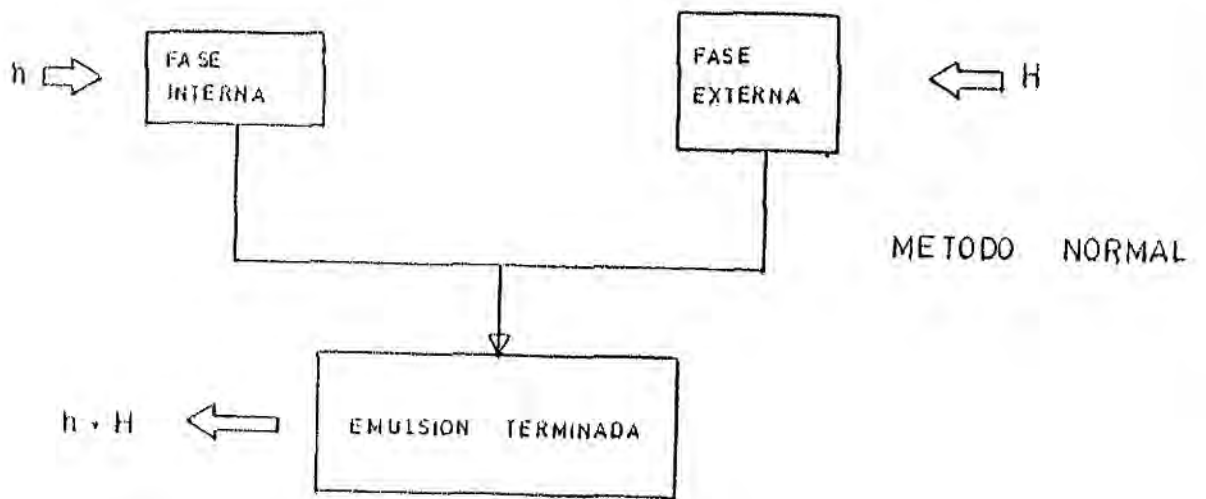 h
FASE
INTERNA
FASE
EXTERNA
H
METODO NORMAL
EMULSION TERMINADA
h + H